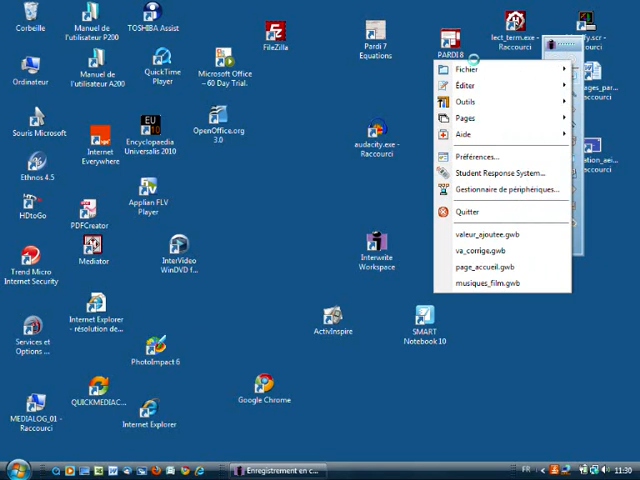 Corbeille
Manuel de
l'utilisateur P200
TOSHIBA Assist
FileZilla
Pardi 7
Equations
PARDI 8
lect_term.exe -
Raccourci
Raccourci
Ordinateur
Manuel de
l'utilisateur A200
QuickTime
Player
Microsoft Office
– 60 Day Trial.
Souris Microsoft
Internet
Everywhere
EU
10
Encyclopaedia
Universalis 2010
OpenOffice.org
3.0
audacity.exe -
Raccourci
Raccourci
Raccourci
Ethnos 4.5
HDtoGo
PDFCreator
Applian FLV
Player
Trend Micro
Internet Security
Mediator
InterVideo
WinDVD f...
Interwrite
Workspace
Fichier
Éditer
Outils
Pages
Aide
Préférences...
Student Response System...
Gestionnaire de périphériques...
Quitter
valeur_ajoutee.gwb
va_corrige.gwb
page_accueil.gwb
musiques_film.gwb
Services et
Options ...
Internet Explorer
- résolution de...
PhotoImpact 6
ActivInspire
SMART
Notebook 10
MEDIALOG_01 -
Raccourci
QUICKMEDIAC...
Internet Explorer
Google Chrome
Enregistrement en c...
FR
11:30